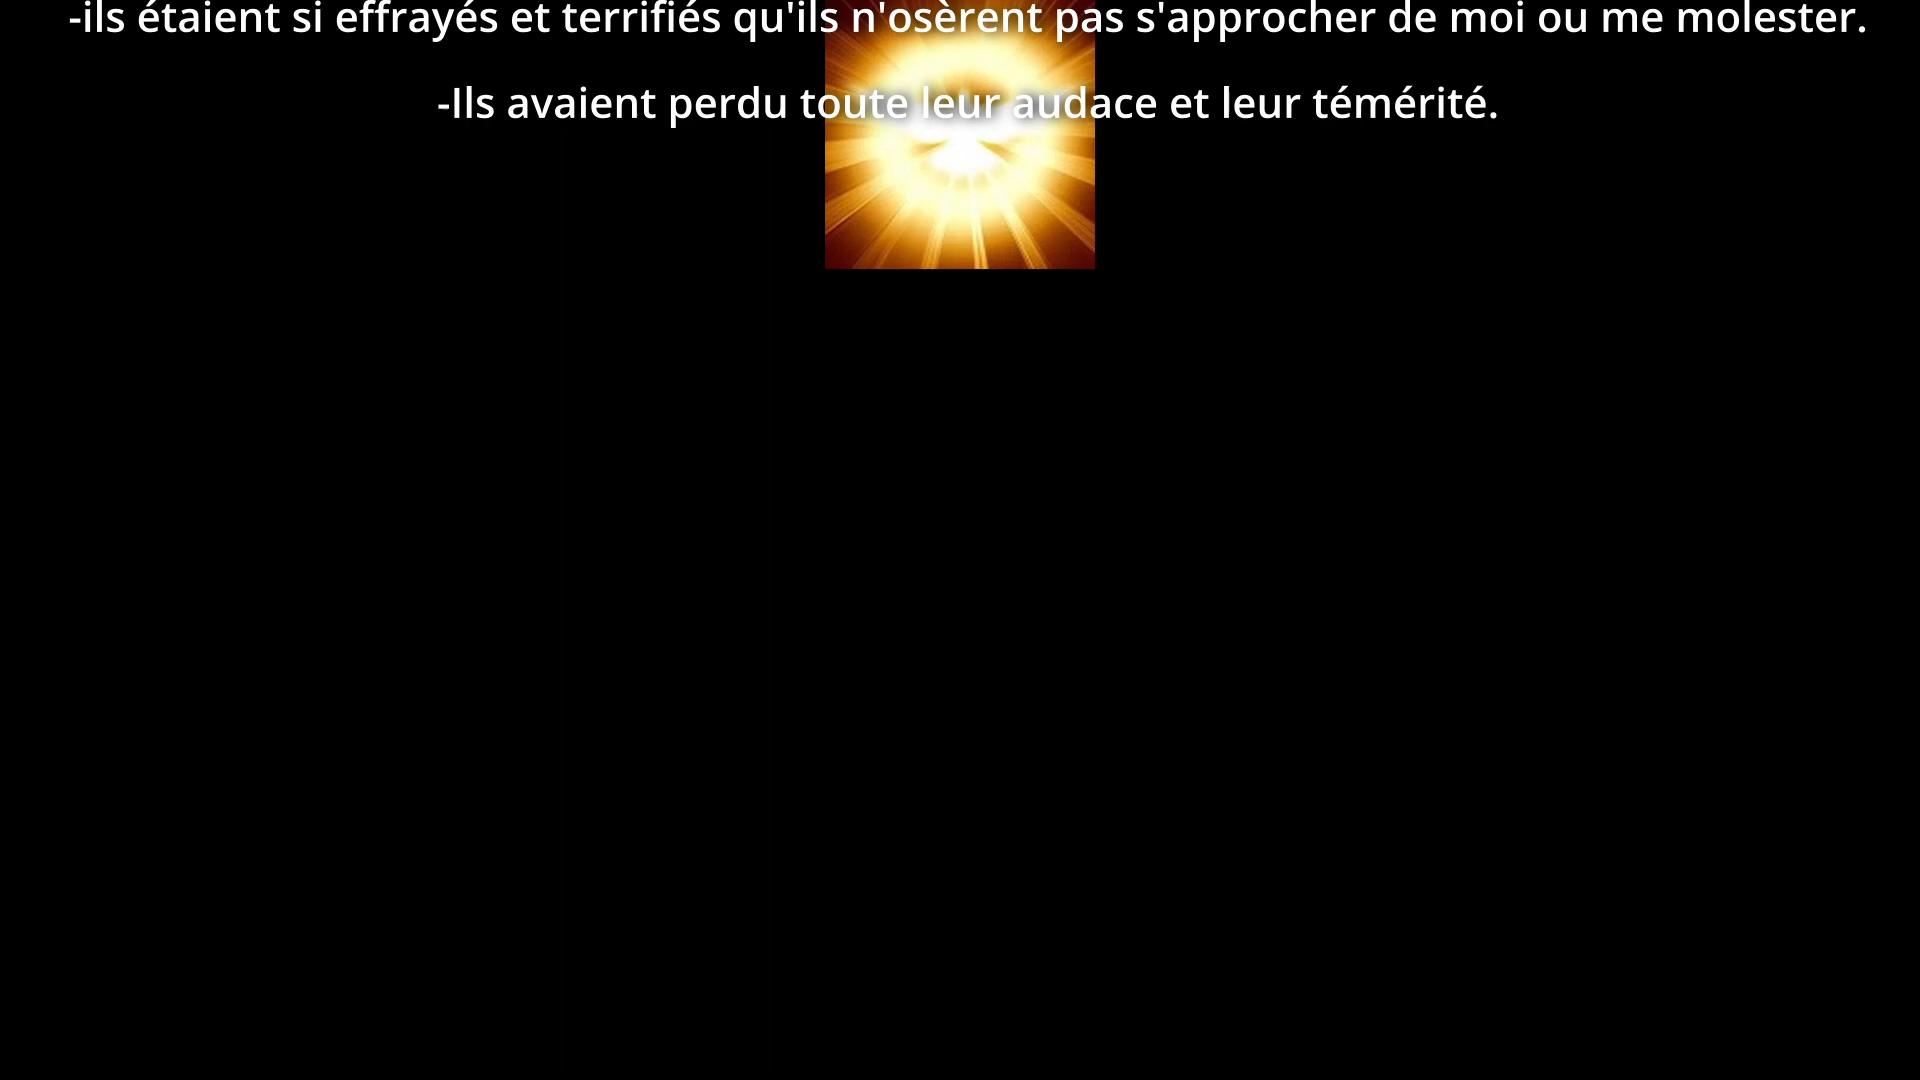 -ils étaient si effrayés et terrifiés qu'ils n'osèrent pas s'approcher de moi ou me molester.
-Ils avaient perdu toute leur audace et leur témérité.